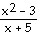 x² − 3
x + 5